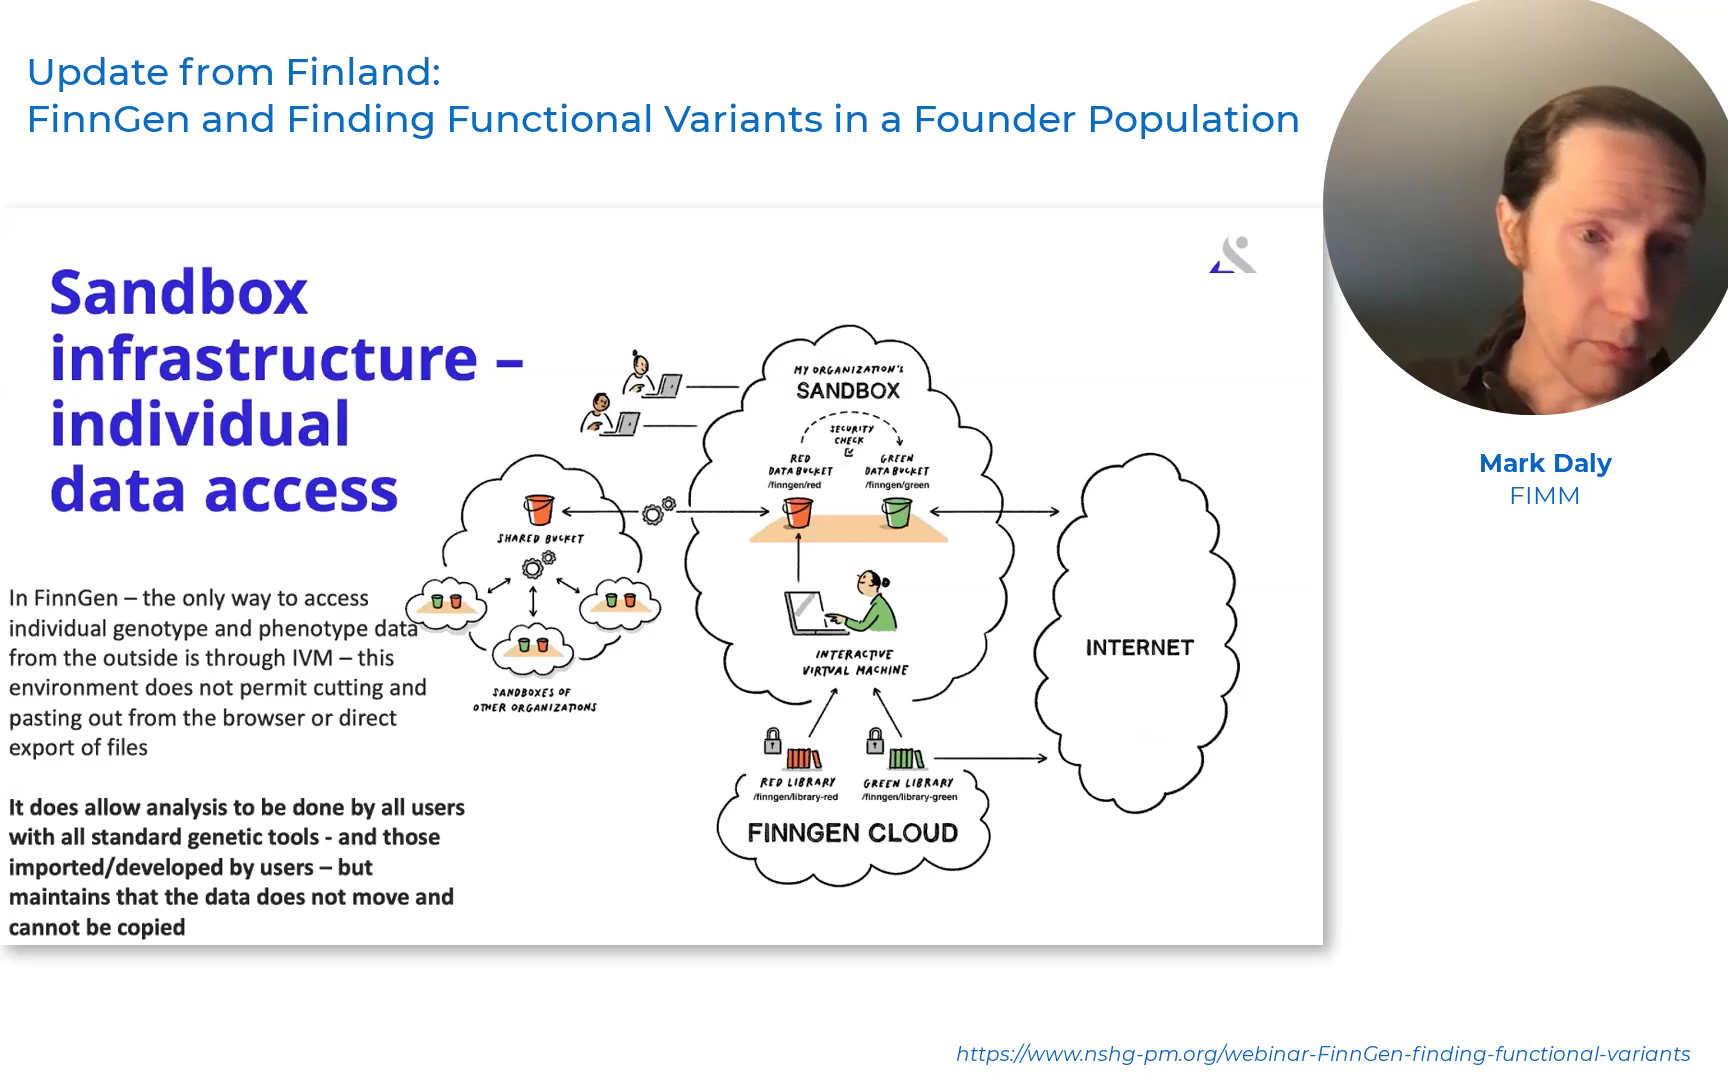 Update from Finland:
FinnGen and Finding Functional Variants in a Founder Population
Sandbox
infrastructure –
individual
data access
In FinnGen – the only way to access
individual genotype and phenotype data
from the outside is through IVM – this
environment does not permit cutting and
pasting out from the browser or direct
export of files
It does allow analysis to be done by all users
with all standard genetic tools - and those
imported/developed by users – but
maintains that the data does not move and
cannot be copied
MY ORGANIZATION'S
SANDBOX
SECURITY
CHECK
RED
DATA BUCKET
/finngen/red
GREEN
DATA BUCKET
/finngen/green
SHARED BUCKET
SANDBOXES OF
OTHER ORGANIZATIONS
INTERACTIVE
VIRTUAL MACHINE
RED LIBRARY
/finngen/library-red
GREEN LIBRARY
/finngen/library-green
FINNGEN CLOUD
INTERNET
Mark Daly
FIMM
https://www.nshg-pm.org/webinar-FinnGen-finding-functional-variants